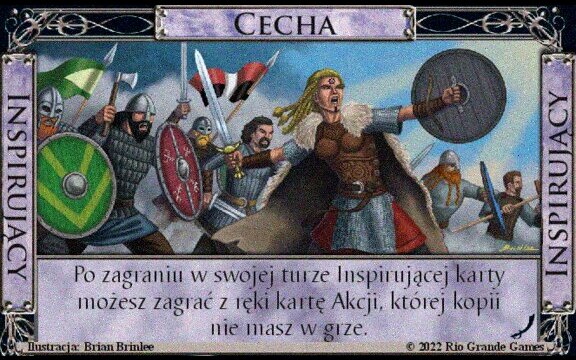 Cecha
Inspirujący
Inspirujący
Po zagraniu w swojej turze Inspirującej karty
możesz zagrać z ręki kartę Akcji, której kopii
nie masz w grze.
Ilustracja: Brian Brinlee
© 2022 Rio Grande Games